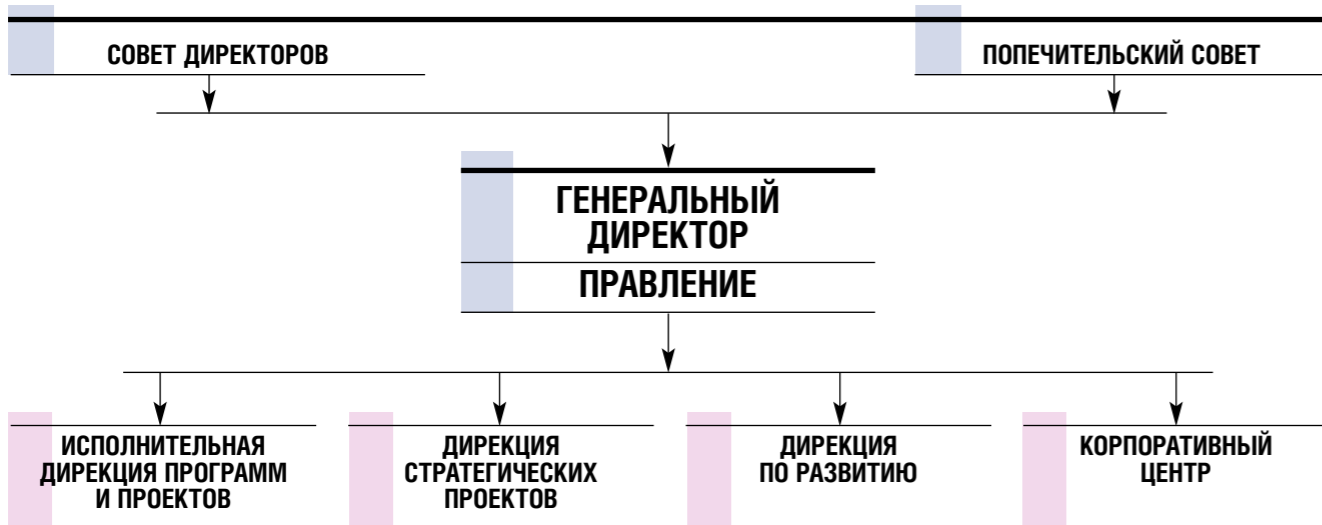 СОВЕТ ДИРЕКТОРОВ
ПОПЕЧИТЕЛЬСКИЙ СОВЕТ
ГЕНЕРАЛЬНЫЙ
ДИРЕКТОР
ПРАВЛЕНИЕ
ИСПОЛНИТЕЛЬНАЯ
ДИРЕКЦИЯ ПРОГРАММ
И ПРОЕКТОВ
ДИРЕКЦИЯ
СТРАТЕГИЧЕСКИХ
ПРОЕКТОВ
ДИРЕКЦИЯ
ПО РАЗВИТИЮ
КОРПОРАТИВНЫЙ
ЦЕНТР